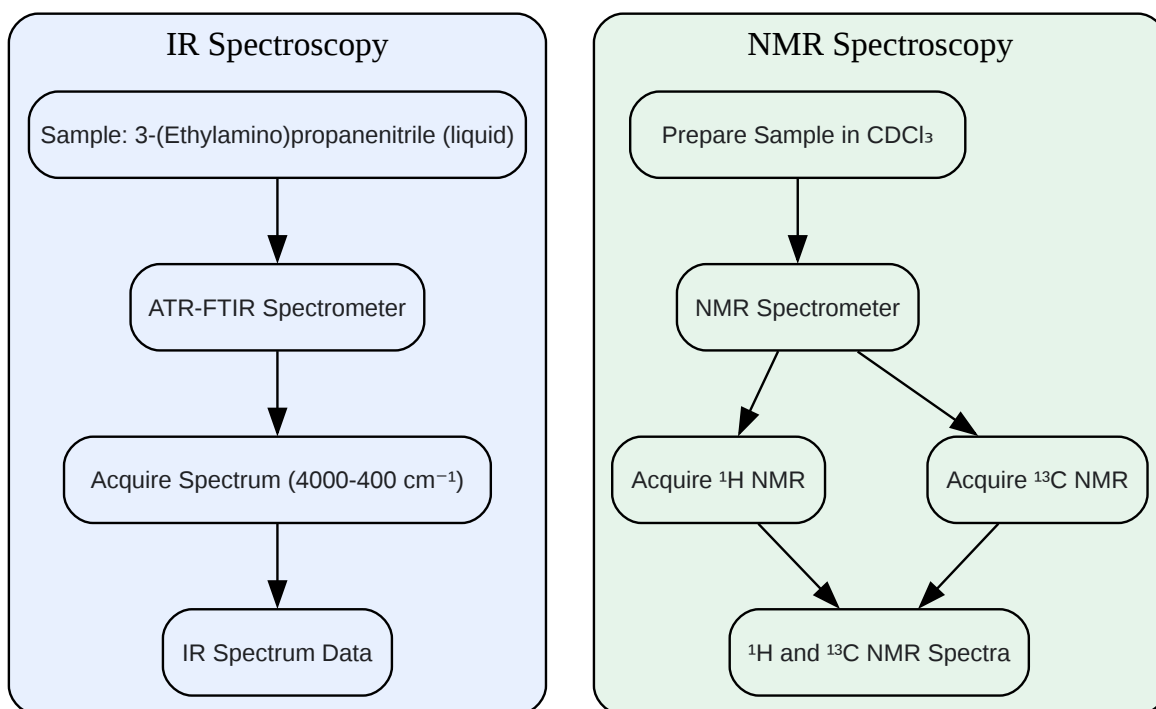 IR Spectroscopy
Sample: 3-(Ethylamino)propanenitrile (liquid)
ATR-FTIR Spectrometer
Acquire Spectrum (4000-400 cm⁻¹)
IR Spectrum Data
NMR Spectroscopy
Prepare Sample in CDCl₃
NMR Spectrometer
Acquire ¹H NMR
Acquire ¹³C NMR
¹H and ¹³C NMR Spectra